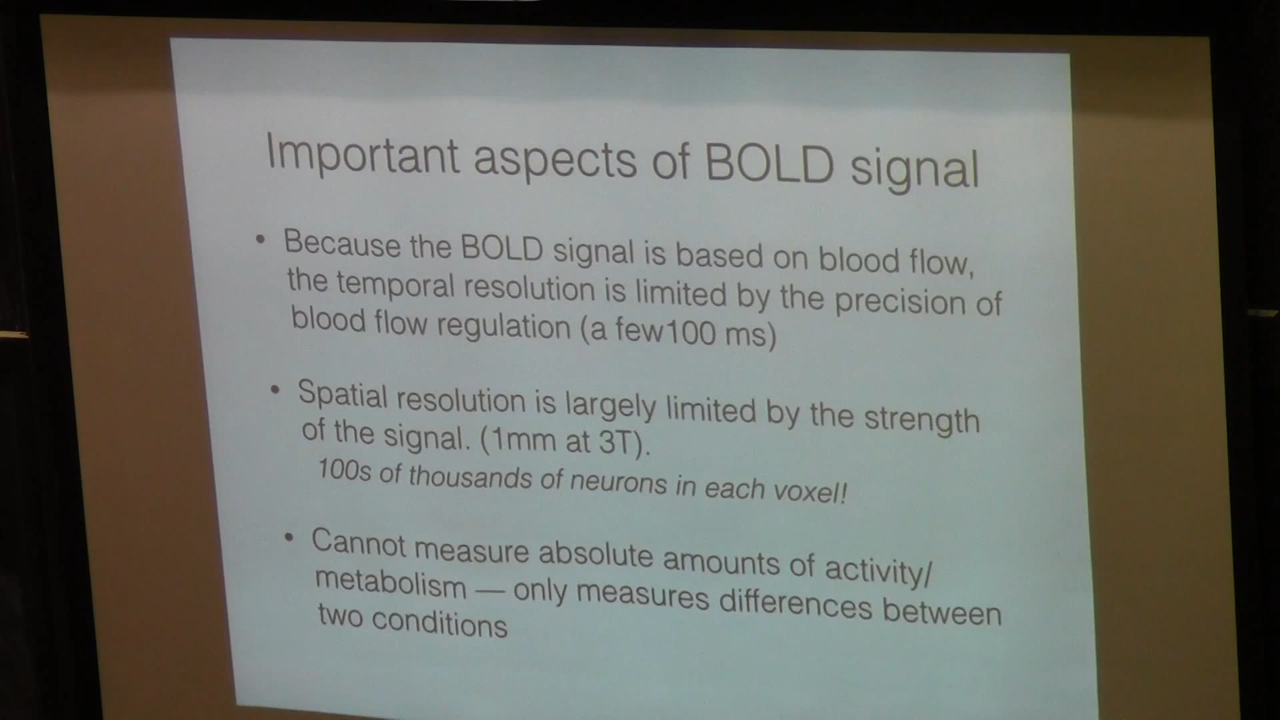 Important aspects of BOLD signal
• Because the BOLD signal is based on blood flow,
the temporal resolution is limited by the precision of
blood flow regulation (a few100 ms)
• Spatial resolution is largely limited by the strength
of the signal. (1mm at 3T).
100s of thousands of neurons in each voxel!
• Cannot measure absolute amounts of activity/
metabolism — only measures differences between
two conditions